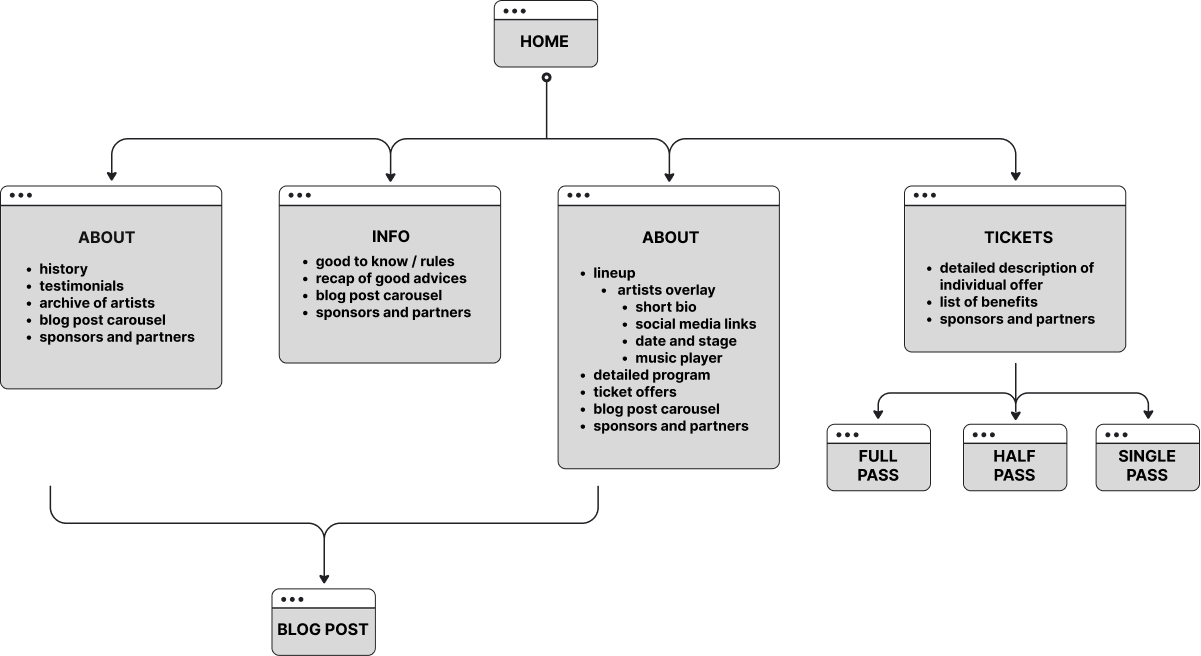 HOME
ABOUT
• history
• testimonials
• archive of artists
• blog post carousel
• sponsors and partners
INFO
• good to know / rules
• recap of good advices
• blog post carousel
• sponsors and partners
ABOUT
• lineup
• artists overlay
• short bio
• social media links
• date and stage
• music player
• detailed program
• ticket offers
• blog post carousel
• sponsors and partners
TICKETS
• detailed description of
individual offer
• list of benefits
• sponsors and partners
FULL
PASS
HALF
PASS
SINGLE
PASS
BLOG POST